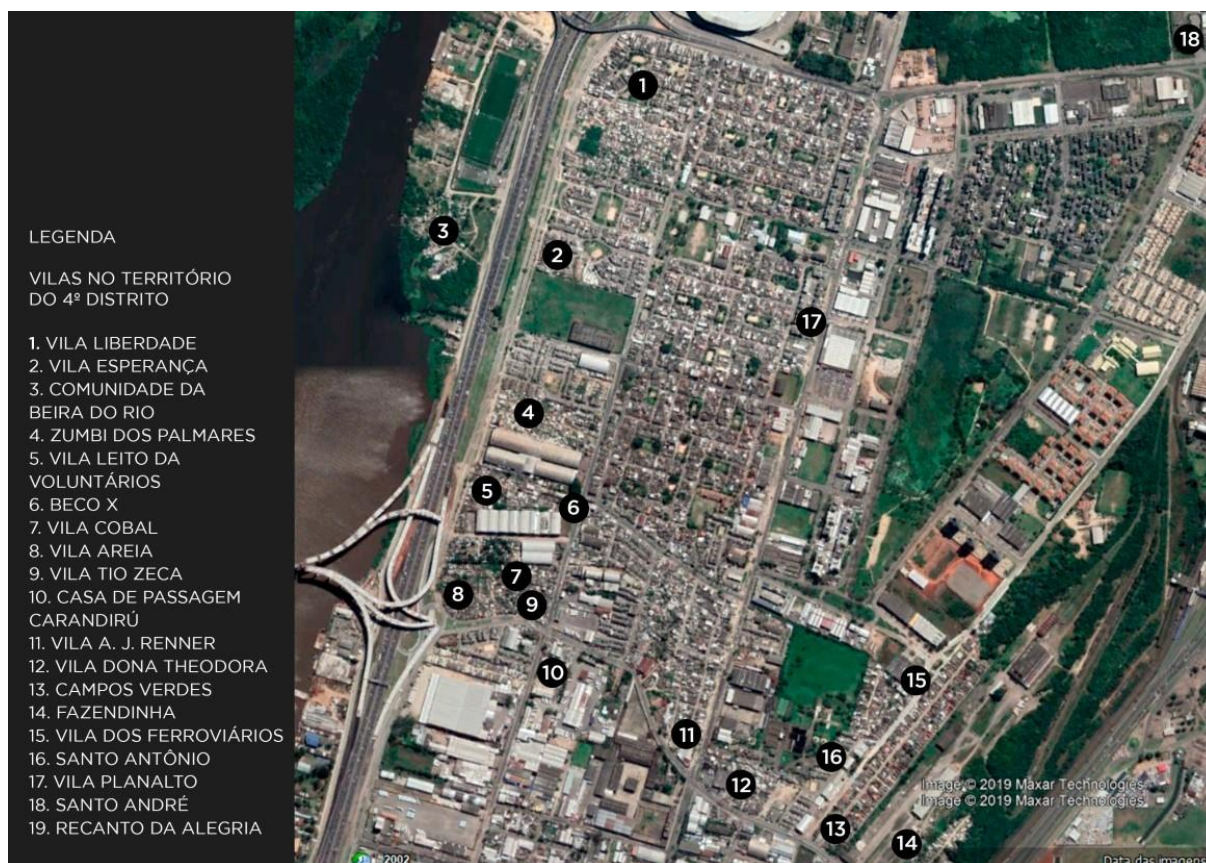 LEGENDA
VILAS NO TERRITÓRIO
DO 4º DISTRITO
1. VILA LIBERDADE
2. VILA ESPERANÇA
3. COMUNIDADE DA
BEIRA DO RIO
4. ZUMBI DOS PALMARES
5. VILA LEITO DA
VOLUNTÁRIOS
6. BECO X
7. VILA COBAL
8. VILA AREIA
9. VILA TIO ZECA
10. CASA DE PASSAGEM
CARANDIRÚ
11. VILA A. J. RENNER
12. VILA DONA THEODORA
13. CAMPOS VERDES
14. FAZENDINHA
15. VILA DOS FERROVIÁRIOS
16. SANTO ANTÔNIO
17. VILA PLANALTO
18. SANTO ANDRÉ
19. RECANTO DA ALEGRIA
18
1
3
2
17
4
5
6
7
8
9
10
15
11
16
12
13
14
Image © 2019 Maxar Technologies
Image © 2019 Maxar Technologies
2002
Data das imagens